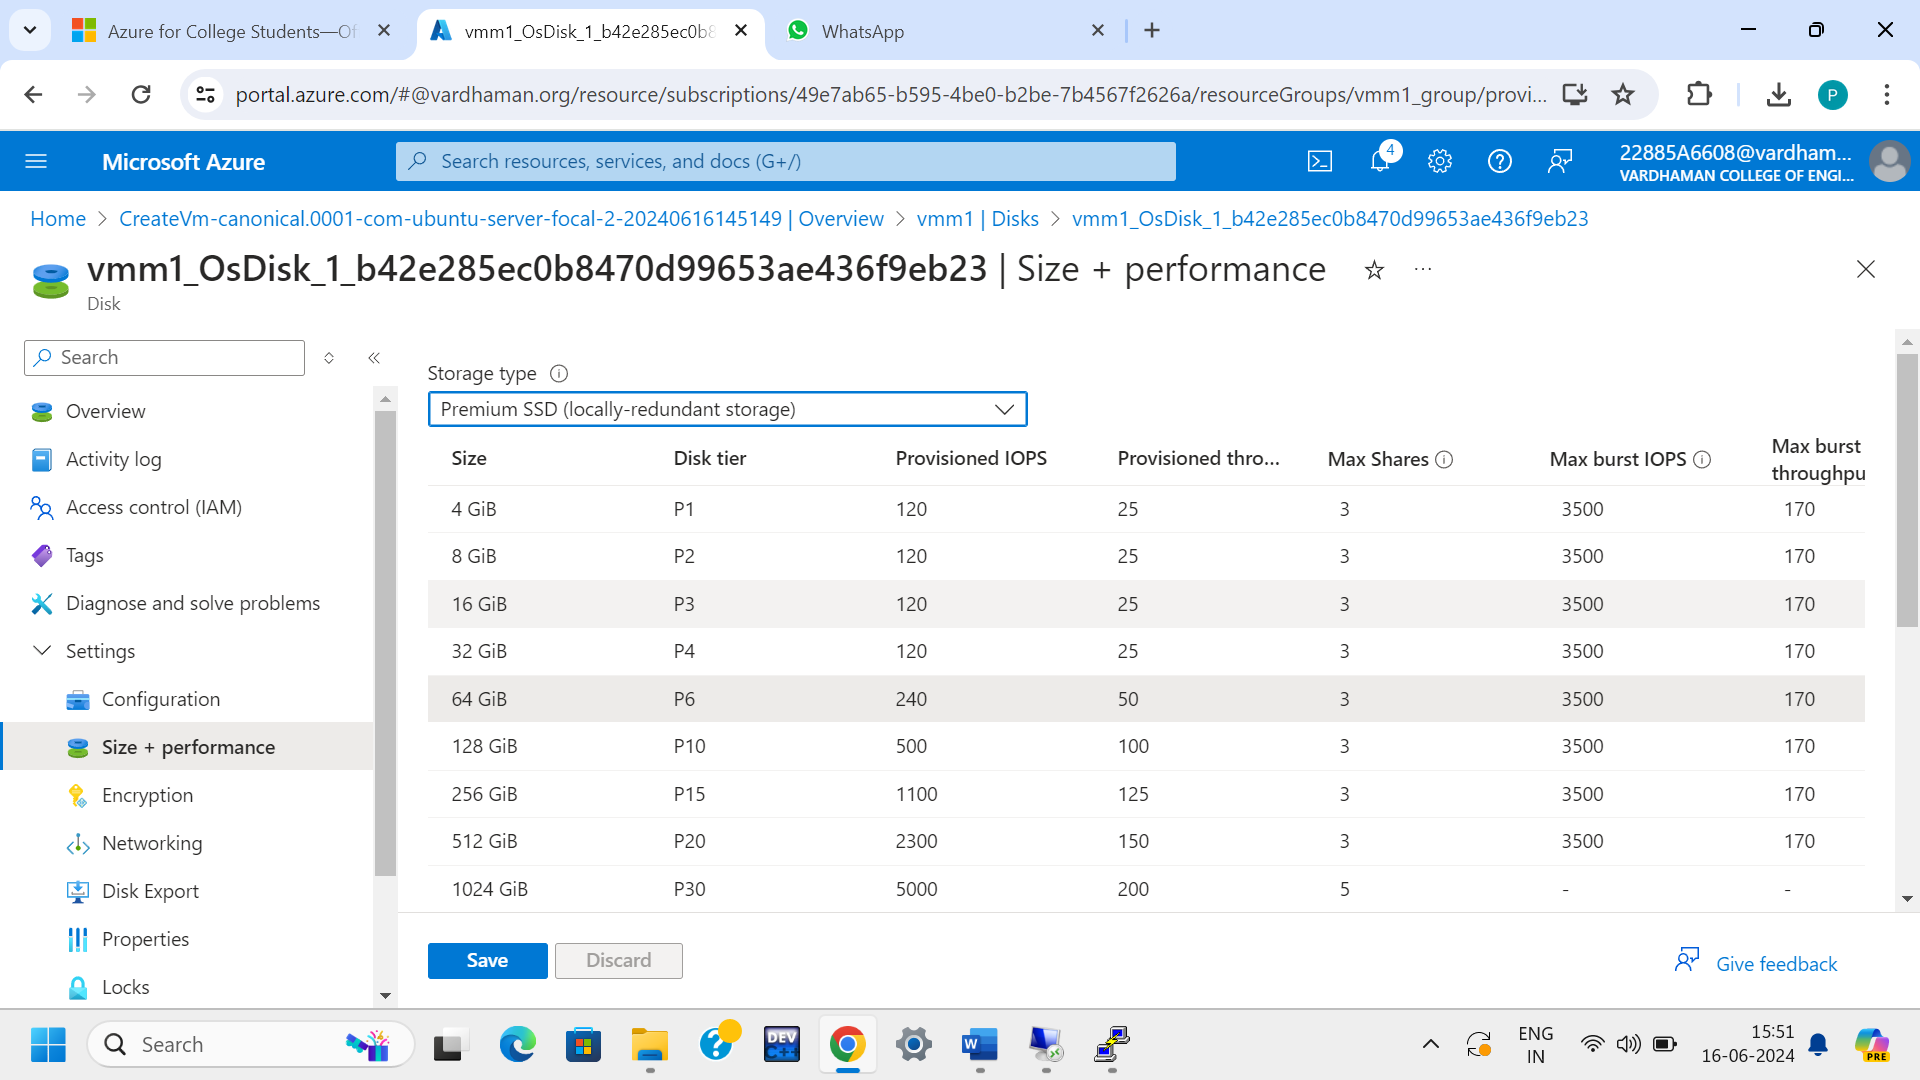 Azure for College Students—Of
vmm1_OsDisk_1_b42e285ec0b8
WhatsApp
portal.azure.com/#@vardhaman.org/resource/subscriptions/49e7ab65-b595-4be0-b2be-7b4567f2626a/resourceGroups/vmm1_group/provi...
P
Microsoft Azure
Search resources, services, and docs (G+/)
4
22885A6608@vardham...
VARDHAMAN COLLEGE OF ENGI...
Home > CreateVm-canonical.0001-com-ubuntu-server-focal-2-20240616145149 | Overview > vmm1 | Disks > vmm1_OsDisk_1_b42e285ec0b8470d99653ae436f9eb23
vmm1_OsDisk_1_b42e285ec0b8470d99653ae436f9eb23 | Size + performance
Disk
Search
Overview
Activity log
Access control (IAM)
Tags
Diagnose and solve problems
Settings
Configuration
Size + performance
Encryption
Networking
Disk Export
Properties
Locks
Storage type
Premium SSD (locally-redundant storage)
Size Disk tier Provisioned IOPS Provisioned thro... Max Shares Max burst IOPS Max burst throughpu
4 GiB P1 120 25 3 3500 170
8 GiB P2 120 25 3 3500 170
16 GiB P3 120 25 3 3500 170
32 GiB P4 120 25 3 3500 170
64 GiB P6 240 50 3 3500 170
128 GiB P10 500 100 3 3500 170
256 GiB P15 1100 125 3 3500 170
512 GiB P20 2300 150 3 3500 170
1024 GiB P30 5000 200 5 - -
Save Discard
Give feedback
Search
DEV C++
W
ENG
IN
15:51
16-06-2024
PRE